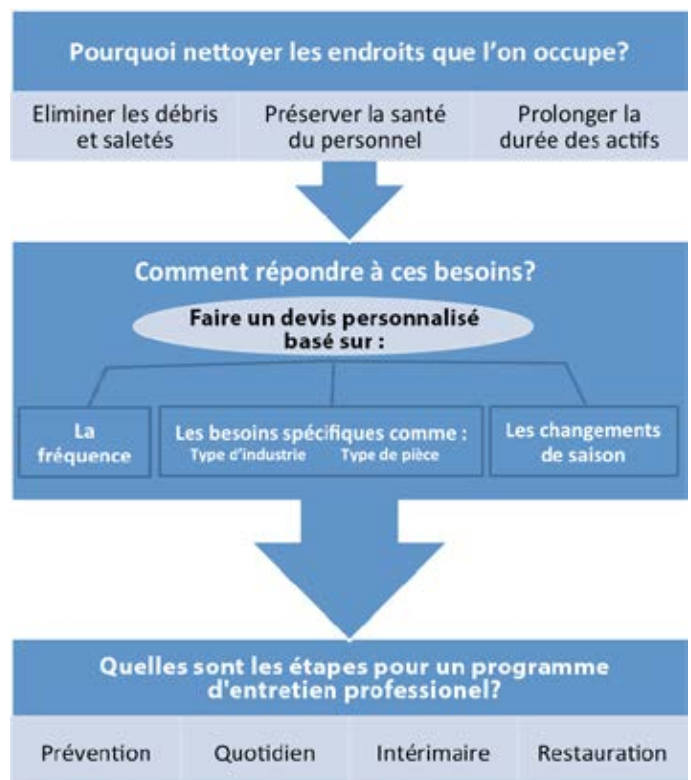 Pourquoi nettoyer les endroits que l'on occupe?
Eliminer les débris
et saletés
Préserver la santé
du personnel
Prolonger la
durée des actifs
Comment répondre à ces besoins?
Faire un devis personnalisé
basé sur :
La
fréquence
Les besoins spécifiques comme :
Type d'industrie Type de pièce
Les changements
de saison
Quelles sont les étapes pour un programme
d'entretien professionel?
Prévention Quotidien Intérimaire Restauration